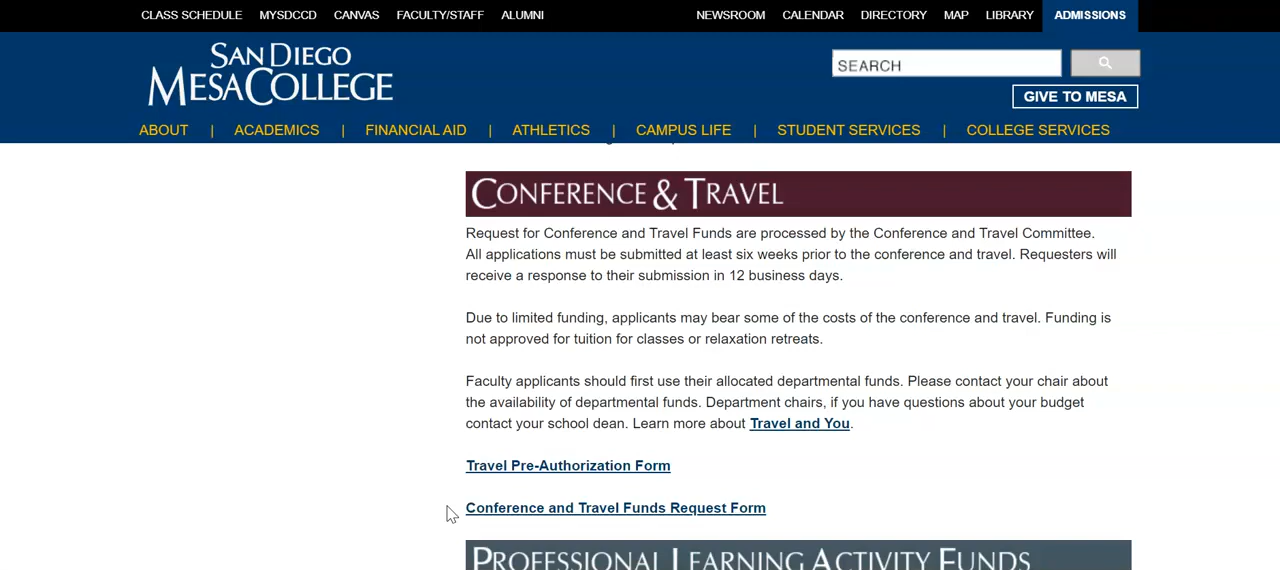 CLASS SCHEDULE MYSDCCD CANVAS FACULTY/STAFF ALUMNI NEWSROOM CALENDAR DIRECTORY MAP LIBRARY ADMISSIONS
SAN DIEGO
MESA COLLEGE
SEARCH
GIVE TO MESA
ABOUT | ACADEMICS | FINANCIAL AID | ATHLETICS | CAMPUS LIFE | STUDENT SERVICES | COLLEGE SERVICES
CONFERENCE & TRAVEL
Request for Conference and Travel Funds are processed by the Conference and Travel Committee.
All applications must be submitted at least six weeks prior to the conference and travel. Requesters will
receive a response to their submission in 12 business days.
Due to limited funding, applicants may bear some of the costs of the conference and travel. Funding is
not approved for tuition for classes or relaxation retreats.
Faculty applicants should first use their allocated departmental funds. Please contact your chair about
the availability of departmental funds. Department chairs, if you have questions about your budget
contact your school dean. Learn more about Travel and You.
Travel Pre-Authorization Form
Conference and Travel Funds Request Form
PROFESSIONAL LEARNING ACTIVITY FUNDS